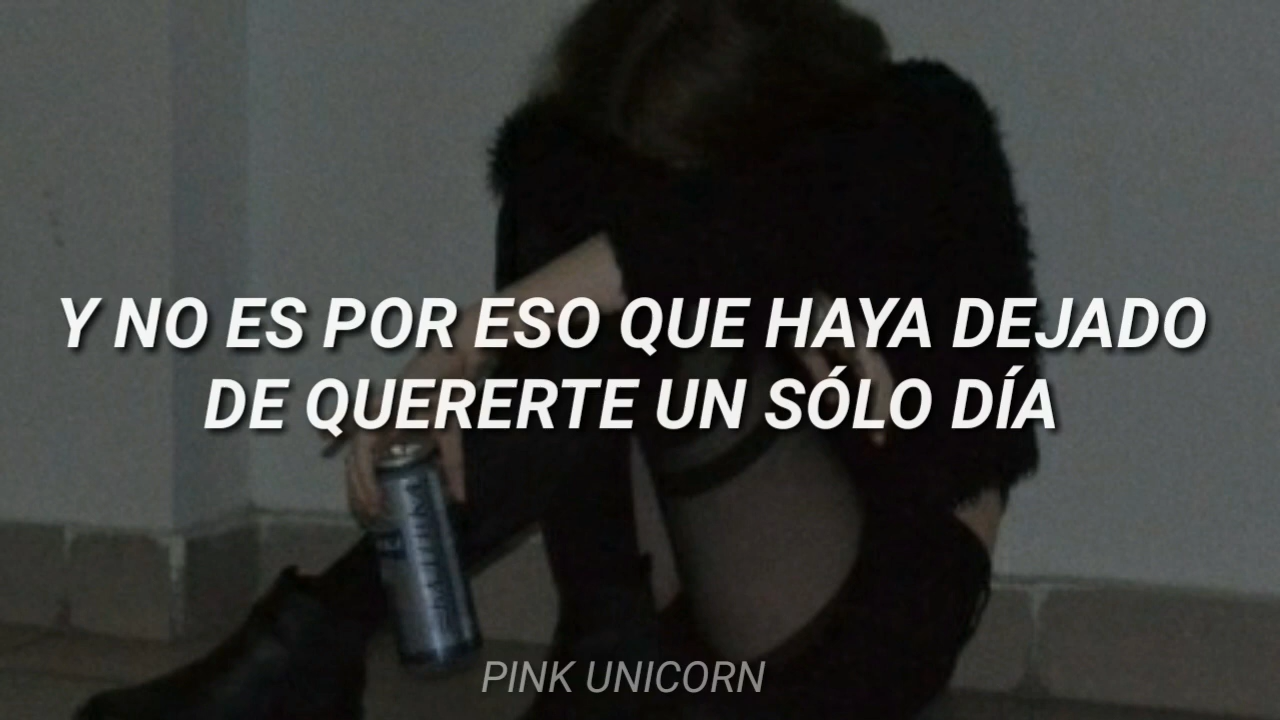 Y NO ES POR ESO QUE HAYA DEJADO
DE QUERERTE UN SÓLO DÍA
PINK UNICORN